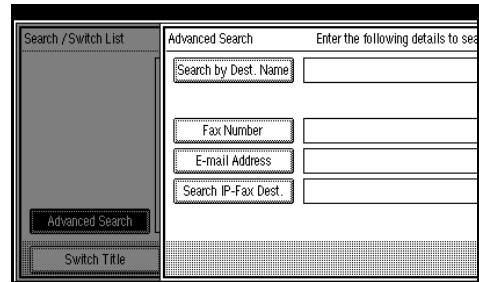 Search / Switch List
Advanced Search
Enter the following details to sea
Search by Dest. Name
Fax Number
E-mail Address
Search IP-Fax Dest.
Advanced Search
Switch Title